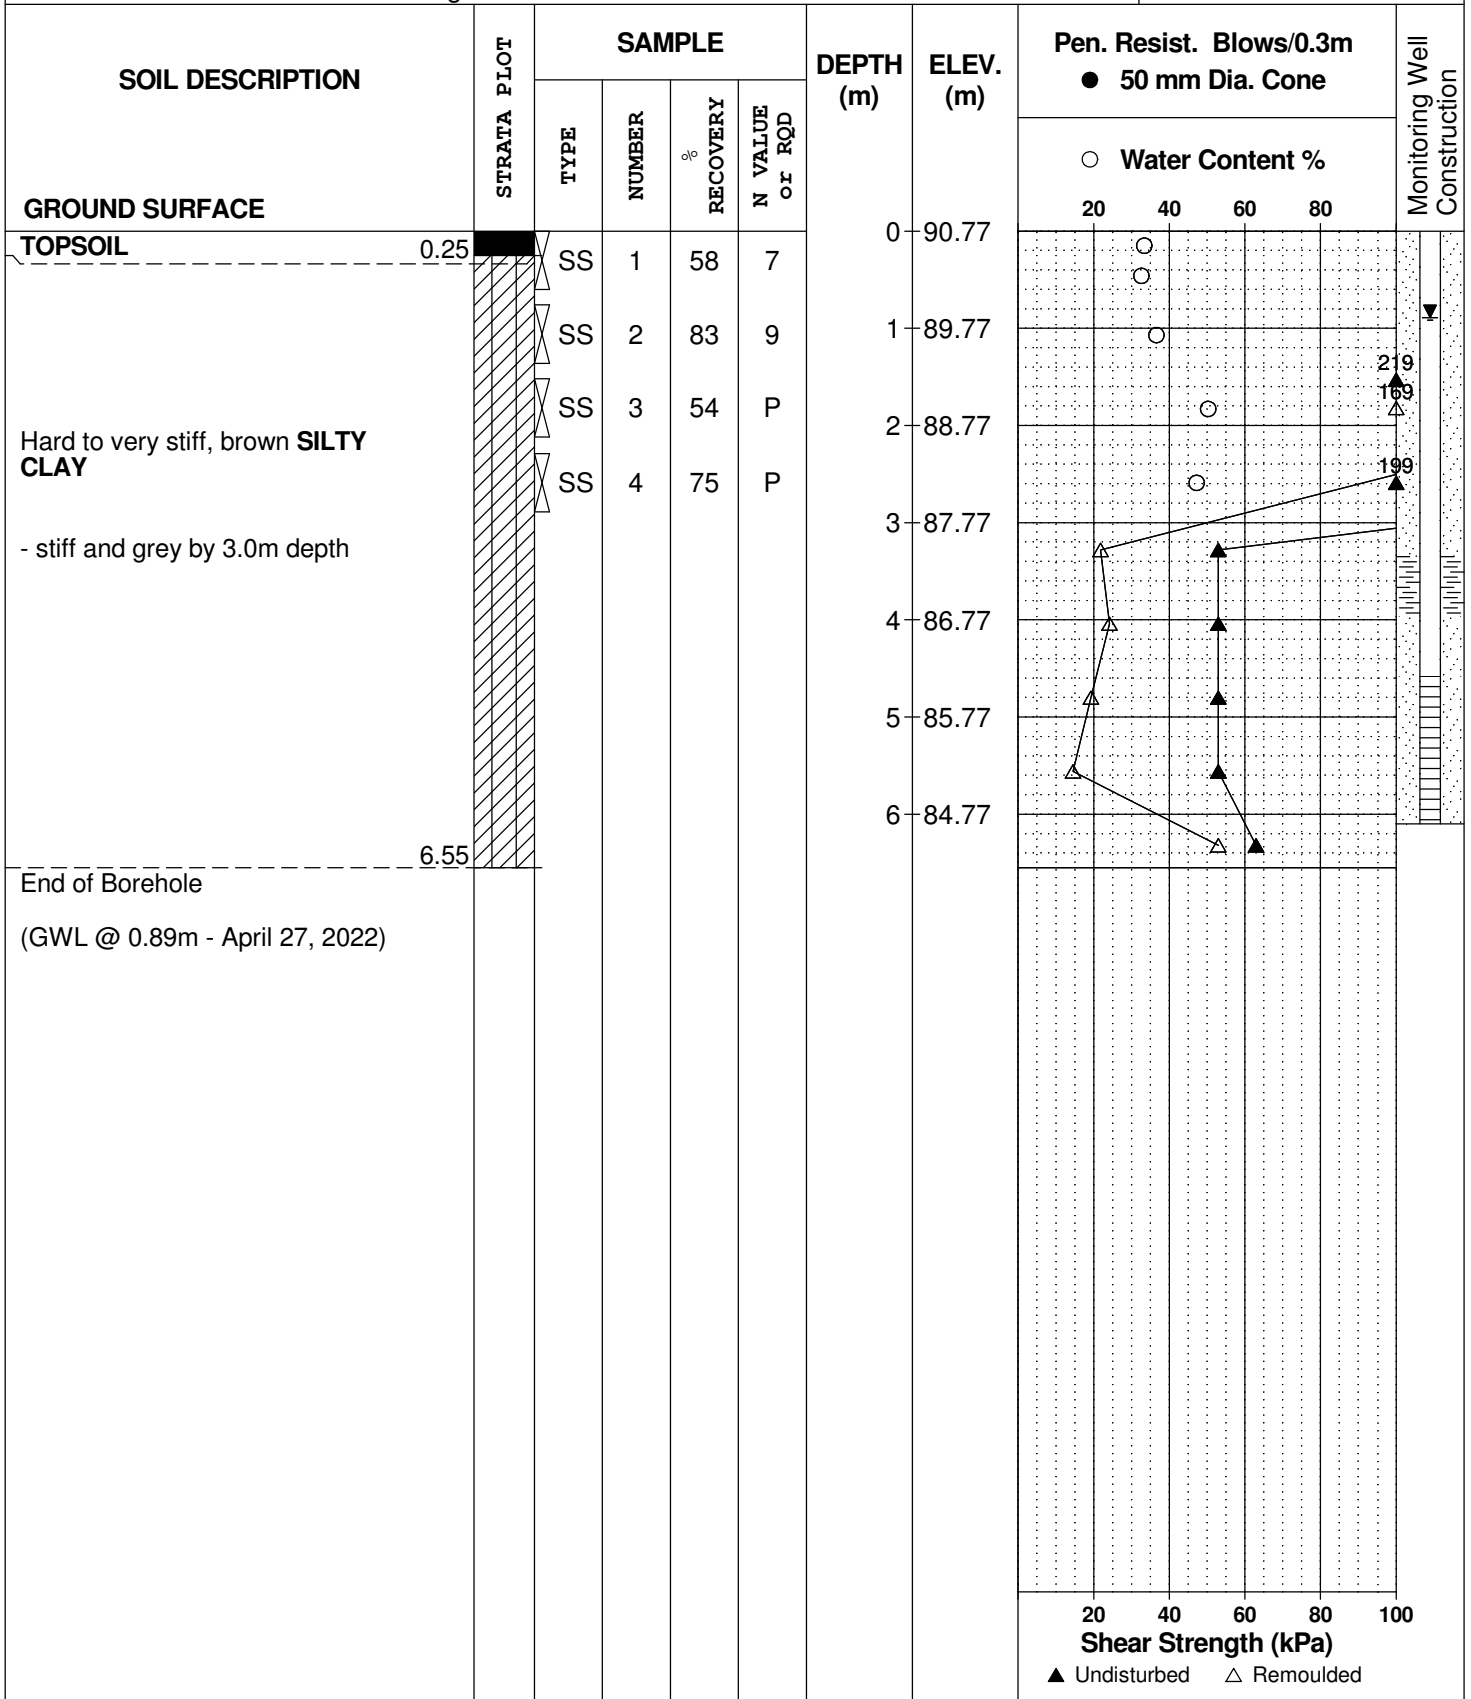 SOIL DESCRIPTION
GROUND SURFACE
STRATA PLOT
SAMPLE
TYPE
NUMBER
%
RECOVERY
N VALUE
or RQD
DEPTH
(m)
ELEV.
(m)
Pen. Resist. Blows/0.3m
● 50 mm Dia. Cone
○ Water Content %
20 40 60 80
Monitoring Well
Construction
TOPSOIL 0.25
SS 1 58 7
SS 2 83 9
SS 3 54 P
SS 4 75 P
Hard to very stiff, brown SILTY
CLAY
- stiff and grey by 3.0m depth
6.55
End of Borehole
(GWL @ 0.89m - April 27, 2022)
0 90.77
1 89.77
2 88.77
3 87.77
4 86.77
5 85.77
6 84.77
219
169
199
20 40 60 80 100
Shear Strength (kPa)
▲ Undisturbed △ Remoulded